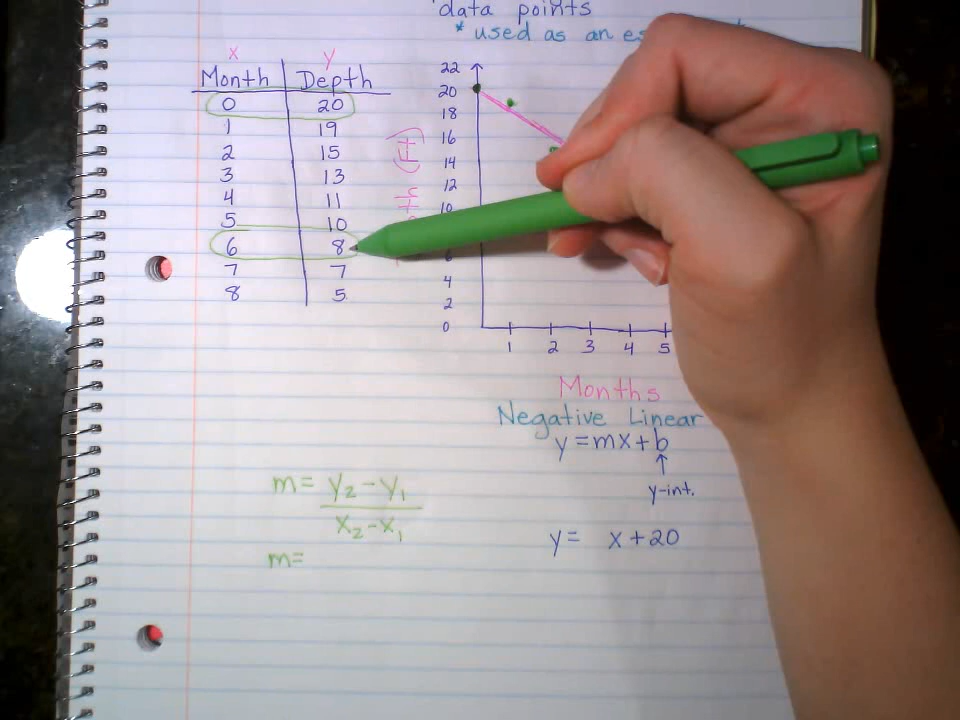 data points
* used as an
x y
Month Depth
0 20
1 19
2 15
3 13
4 11
5 10
6 8
7 7
8 5
22
20
18
16
14
12
10
6
4
2
0
1 2 3 4 5
Months
Negative Linear
y = mx + b
y-int.
y = x + 20
m = y₂ - y₁
x₂ - x₁
m =